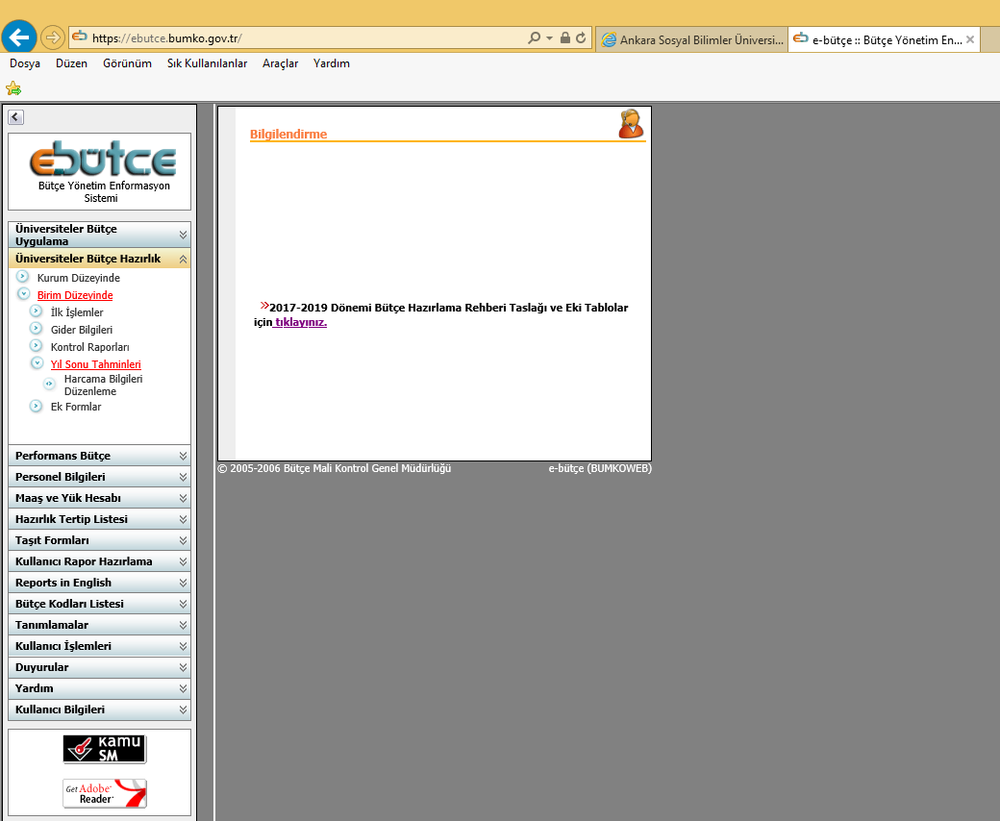 https://ebutce.bumko.gov.tr/
Ankara Sosyal Bilimler Üniversi...
e-bütçe :: Bütçe Yönetim En...
Dosya Düzen Görünüm Sık Kullanılanlar Araçlar Yardım
ebütçe
Bütçe Yönetim Enformasyon
Sistemi
Üniversiteler Bütçe
Uygulama
Üniversiteler Bütçe Hazırlık
Kurum Düzeyinde
Birim Düzeyinde
İlk İşlemler
Gider Bilgileri
Kontrol Raporları
Yıl Sonu Tahminleri
Harcama Bilgileri
Düzenleme
Ek Formlar
Performans Bütçe
Personel Bilgileri
Maaş ve Yük Hesabı
Hazırlık Tertip Listesi
Taşıt Formları
Kullanıcı Rapor Hazırlama
Reports in English
Bütçe Kodları Listesi
Tanımlamalar
Kullanıcı İşlemleri
Duyurular
Yardım
Kullanıcı Bilgileri
Kamu
SM
Get Adobe
Reader
Bilgilendirme
2017-2019 Dönemi Bütçe Hazırlama Rehberi Taslağı ve Eki Tablolar
için tıklayınız.
© 2005-2006 Bütçe Mali Kontrol Genel Müdürlüğü
e-bütçe (BUMKOWEB)